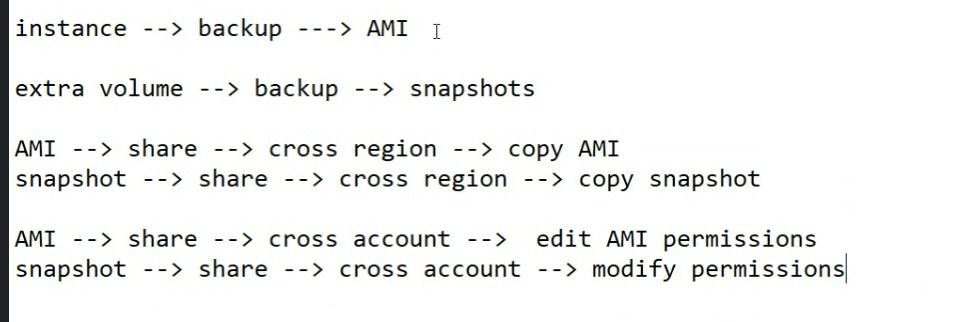 instance --> backup ---> AMI
extra volume --> backup --> snapshots
AMI --> share --> cross region --> copy AMI
snapshot --> share --> cross region --> copy snapshot
AMI --> share --> cross account -->  edit AMI permissions
snapshot --> share --> cross account --> modify permissions